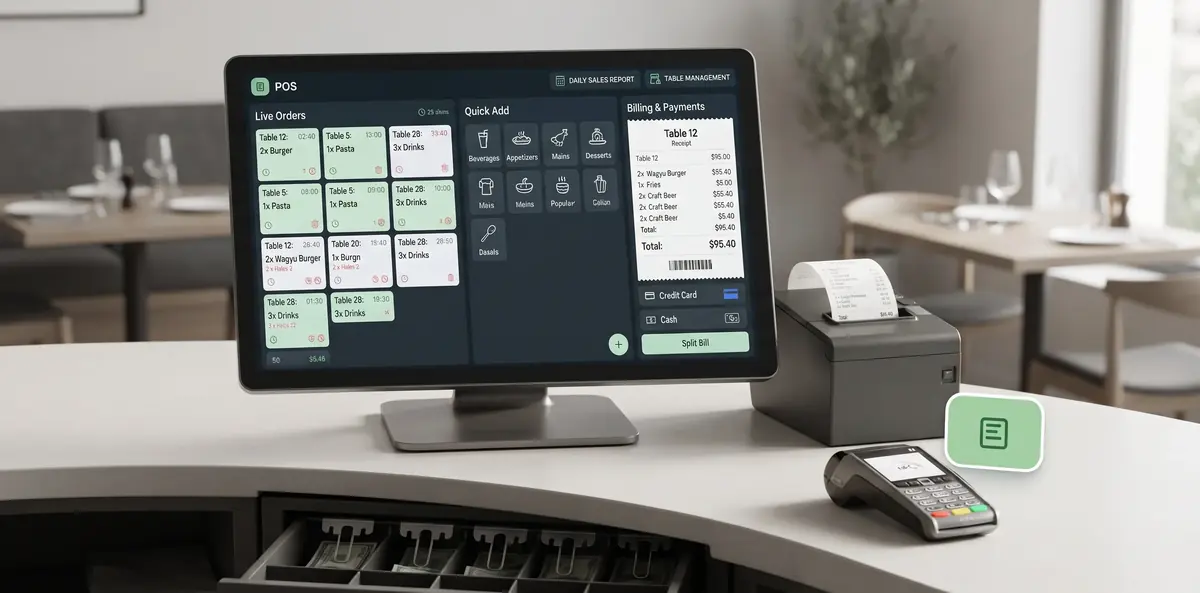 POS
DAILY SALES REPORT
TABLE MANAGEMENT
Live Orders
Quick Add
Billing & Payments
Table 12: 02:40
2x Burger
Table 5: 13:00
1x Pasta
Table 28: 33:40
3x Drinks
Table 5: 08:00
1x Pasta
Table 5: 09:00
1x Pasta
Table 28: 10:00
3x Drinks
Table 12: 26:40
2x Wagyu Burger
Table 20: 15:40
1x Burgn
Table 28: 28:50
3x Drinks
Table 28: 01:30
3x Drinks
Table 28: 19:30
3x Drinks
$5.46
Beverages
Appetizers
Mains
Desserts
Mais
Meins
Popular
Dasals
+
Table 12
Receipt
Table 12 $95.00
2x Wagyu Burger $55.40
1x Fries $5.00
2x Craft Beer $55.40
2x Craft Beer $5.40
2x Craft Beer $5.40
Total: $5.40
Total: $95.40
Credit Card
Cash
Split Bill